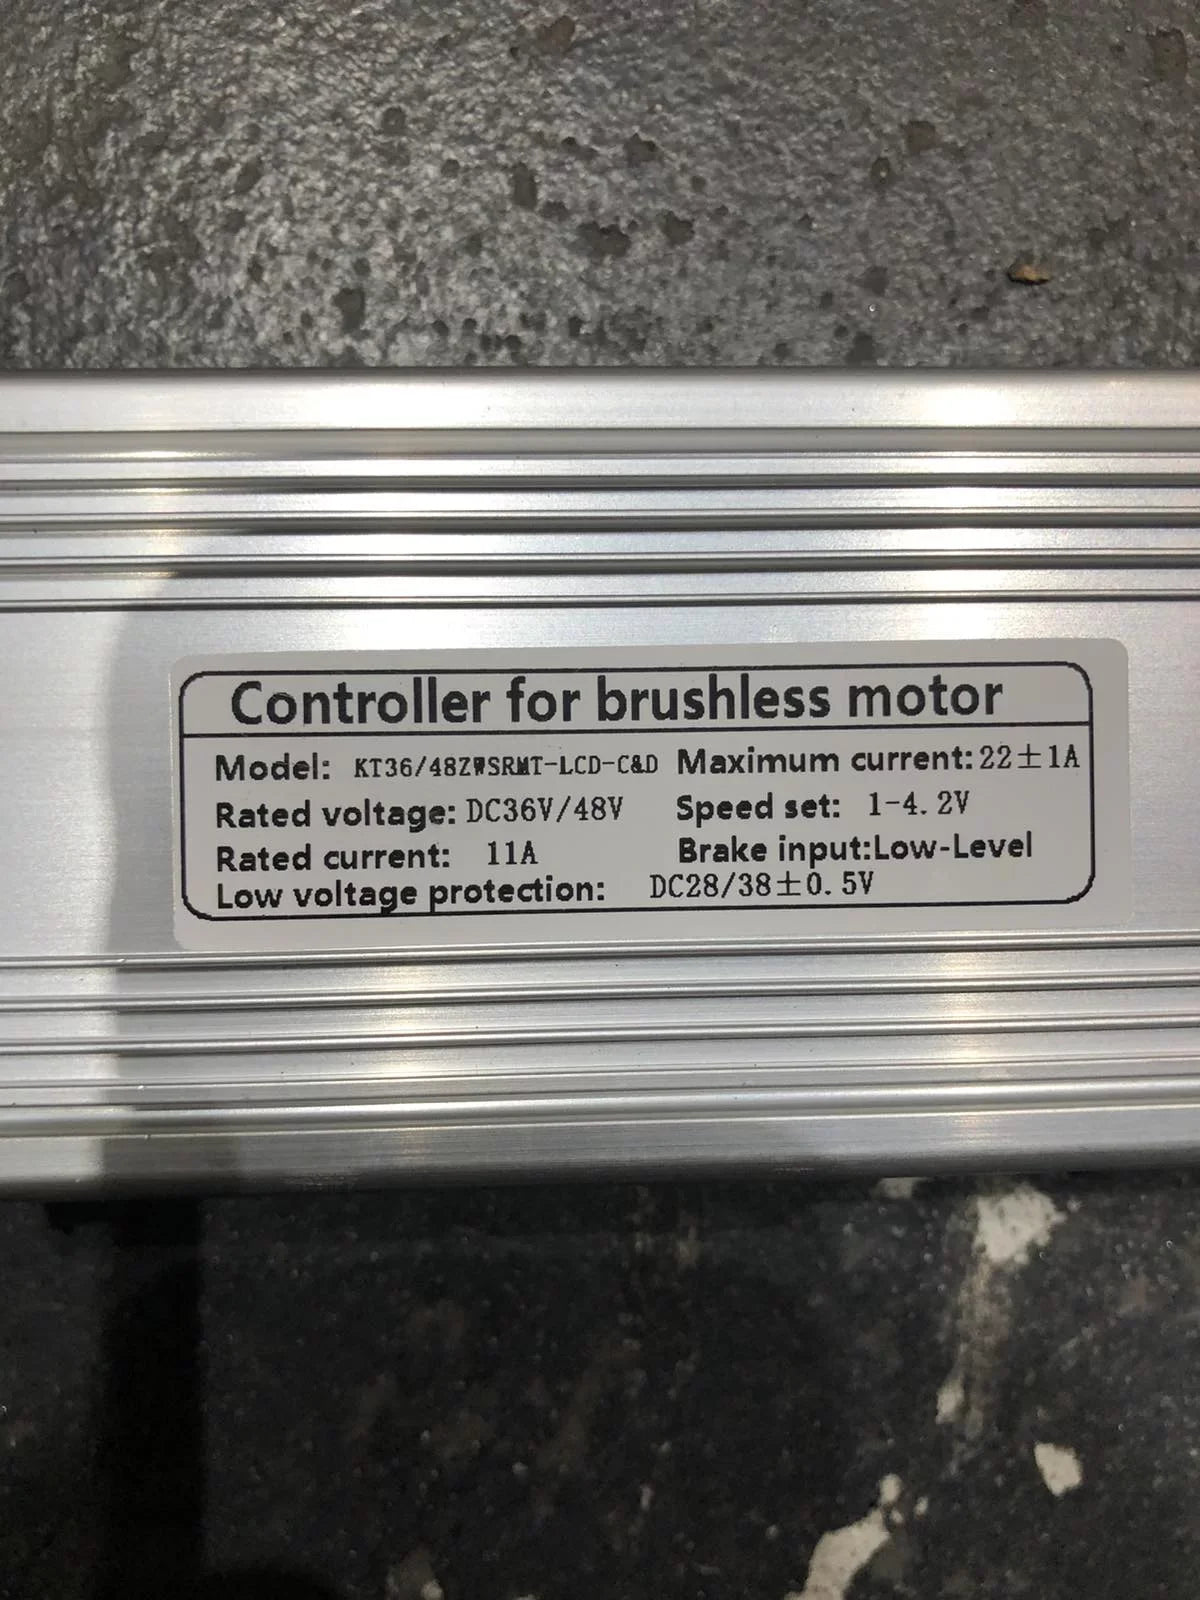 Controller for brushless motor
Model: KT36/48ZWSRMT-LCD-C&D Maximum current: 22±1A
Rated voltage: DC36V/48V Speed set: 1-4.2V
Rated current: 11A Brake input:Low-Level
Low voltage protection: DC28/38±0.5V